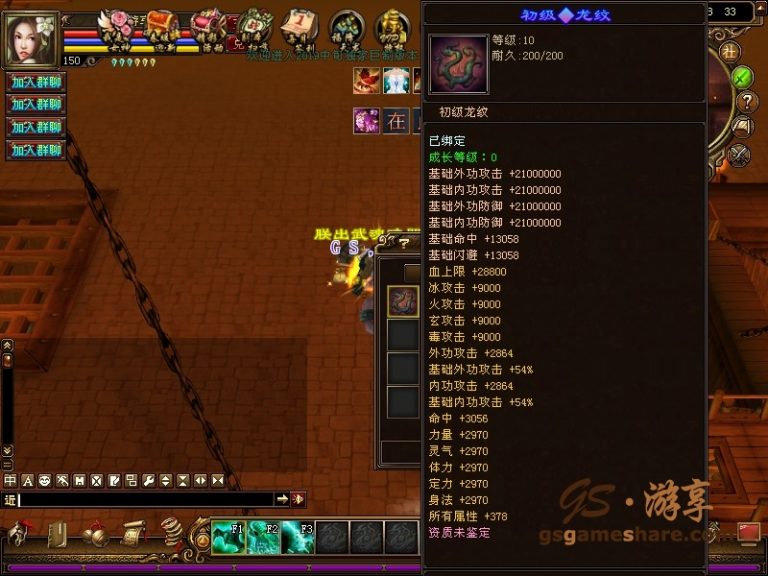 初级◆龙纹
等级:10
耐久:200/200
初级龙纹
已绑定
成长等级：0
基础外功攻击 +21000000
基础内功攻击 +21000000
基础外功防御 +21000000
基础内功防御 +21000000
基础命中 +13058
基础闪避 +13058
血上限 +28800
冰攻击 +9000
火攻击 +9000
玄攻击 +9000
毒攻击 +9000
外功攻击 +2864
基础外功攻击 +54%
内功攻击 +2864
基础内功攻击 +54%
命中 +3056
力量 +2970
灵气 +2970
体力 +2970
定力 +2970
身法 +2970
所有属性 +378
资质未鉴定
150
加入群聊
加入群聊
加入群聊
加入群聊
在
G S
?
33
社
?
近
F1
F2
F3
GS·游享
gsgameshare.com